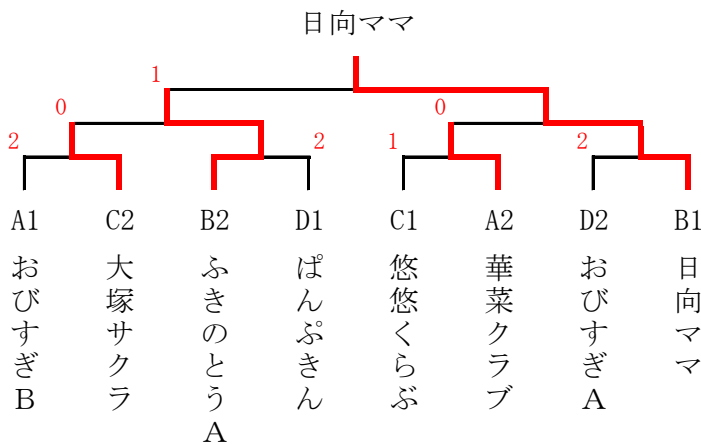 日向ママ
1
0
0
2
2
1
2
A1
C2
B2
D1
C1
A2
D2
B1
おびすぎB
大塚サクラ
ふきのとうA
ぱんぷきん
悠悠くらぶ
華菜クラブ
おびすぎA
日向ママ